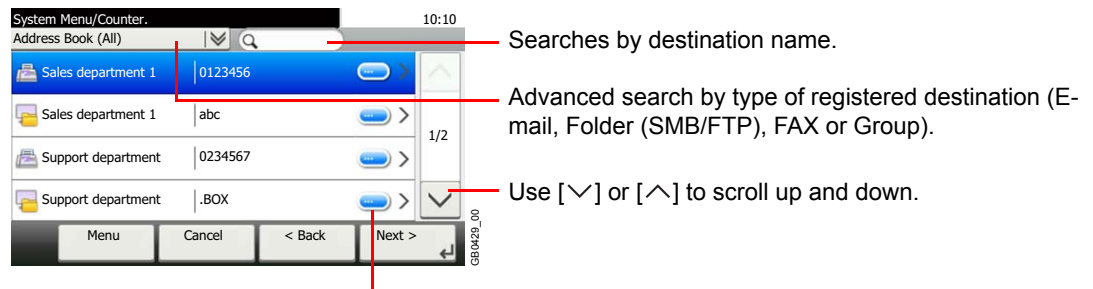 System Menu/Counter.
10:10
Address Book (All)
Searches by destination name.
Sales department 1 0123456
Advanced search by type of registered destination (E-
mail, Folder (SMB/FTP), FAX or Group).
Sales department 1 abc
1/2
Support department 0234567
Support department .BOX
Use [∨] or [∧] to scroll up and down.
Menu Cancel < Back Next >
GB0429_00